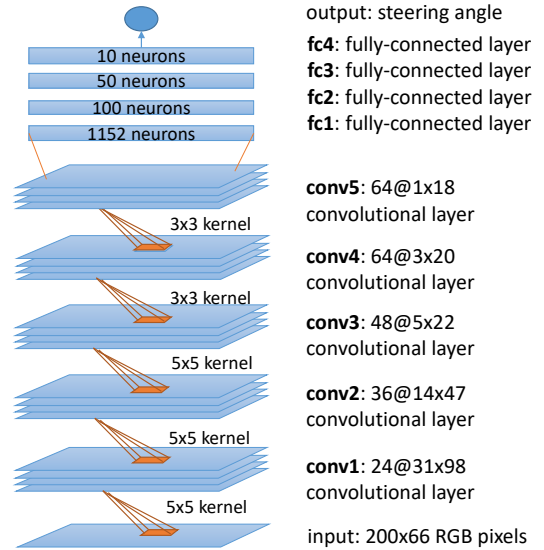 output: steering angle
10 neurons
fc4: fully-connected layer
50 neurons
fc3: fully-connected layer
100 neurons
fc2: fully-connected layer
1152 neurons
fc1: fully-connected layer
conv5: 64@1x18
convolutional layer
3x3 kernel
conv4: 64@3x20
convolutional layer
3x3 kernel
conv3: 48@5x22
convolutional layer
5x5 kernel
conv2: 36@14x47
convolutional layer
5x5 kernel
conv1: 24@31x98
convolutional layer
5x5 kernel
input: 200x66 RGB pixels